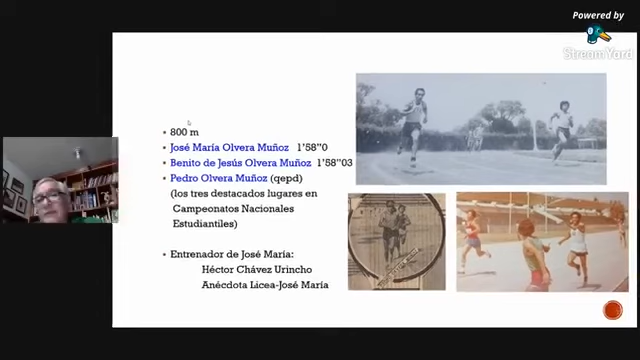 Powered by
StreamYard
800 m
José María Olvera Muñoz 1'58"0
Benito de Jesús Olvera Muñoz 1'58"03
Pedro Olvera Muñoz (qepd)
(los tres destacados lugares en
Campeonatos Nacionales
Estudiantiles)
Entrenador de José María:
Héctor Chávez Urincho
Anécdota Licea-José María